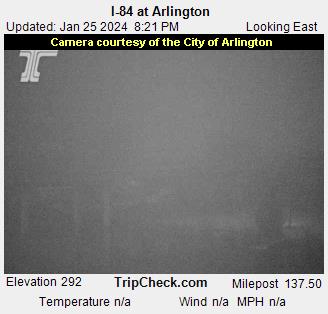 I-84 at Arlington
Updated: Jan 25 2024 8:21 PM Looking East
Camera courtesy of the City of Arlington
Elevation 292 TripCheck.com Milepost 137.50
Temperature n/a Wind n/a MPH n/a